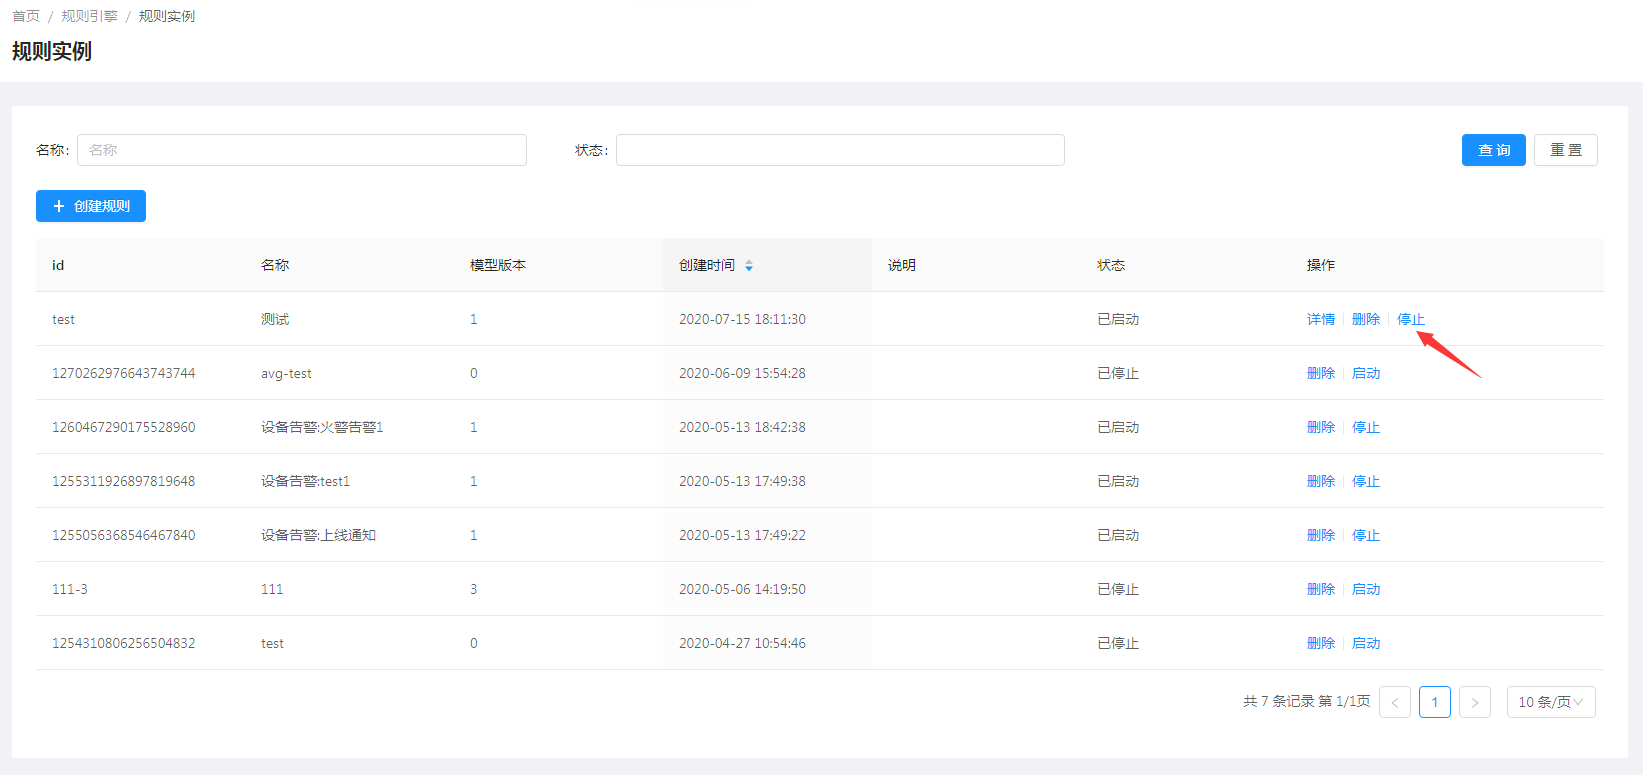 首页 / 规则引擎 / 规则实例
规则实例
名称: 名称 状态: 查 询 重 置
+ 创建规则
id 名称 模型版本 创建时间 说明 状态 操作
test 测试 1 2020-07-15 18:11:30 已启动 详情 删除 停止
1270262976643743744 avg-test 0 2020-06-09 15:54:28 已停止 删除 启动
1260467290175528960 设备告警:火警告警1 1 2020-05-13 18:42:38 已启动 删除 停止
1255311926897819648 设备告警:test1 1 2020-05-13 17:49:38 已启动 删除 停止
1255056368546467840 设备告警:上线通知 1 2020-05-13 17:49:22 已启动 删除 停止
111-3 111 3 2020-05-06 14:19:50 已停止 删除 启动
1254310806256504832 test 0 2020-04-27 10:54:46 已停止 删除 启动
共 7 条记录 第 1/1页 < 1 > 10 条/页